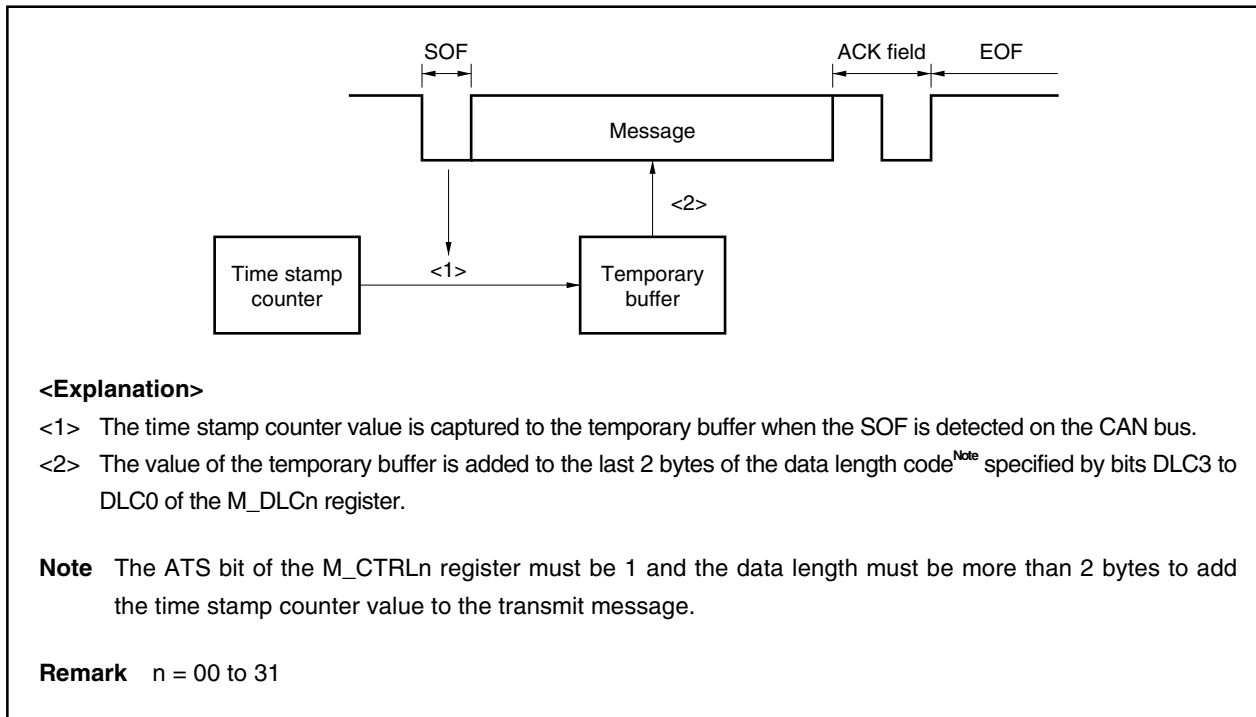 SOF
ACK field
EOF
Message
<2>
Time stamp
counter
<1>
Temporary
buffer
<Explanation>
<1> The time stamp counter value is captured to the temporary buffer when the SOF is detected on the CAN bus.
<2> The value of the temporary buffer is added to the last 2 bytes of the data length code Note specified by bits DLC3 to
DLC0 of the M_DLCn register.
Note The ATS bit of the M_CTRLn register must be 1 and the data length must be more than 2 bytes to add
the time stamp counter value to the transmit message.
Remark n = 00 to 31